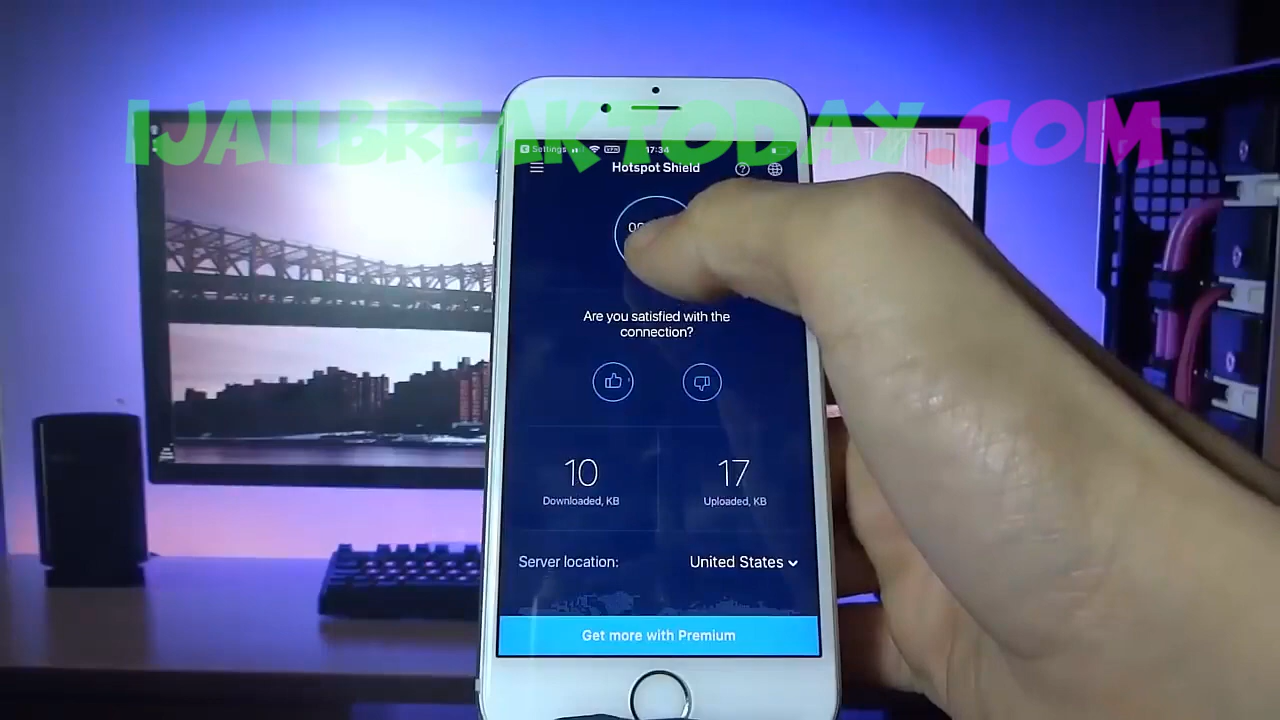 IJAILBREAKTODAY.COM
Settings VPN 17:34
Hotspot Shield
Are you satisfied with the
connection?
10 17
Downloaded, KB Uploaded, KB
Server location: United States
Get more with Premium